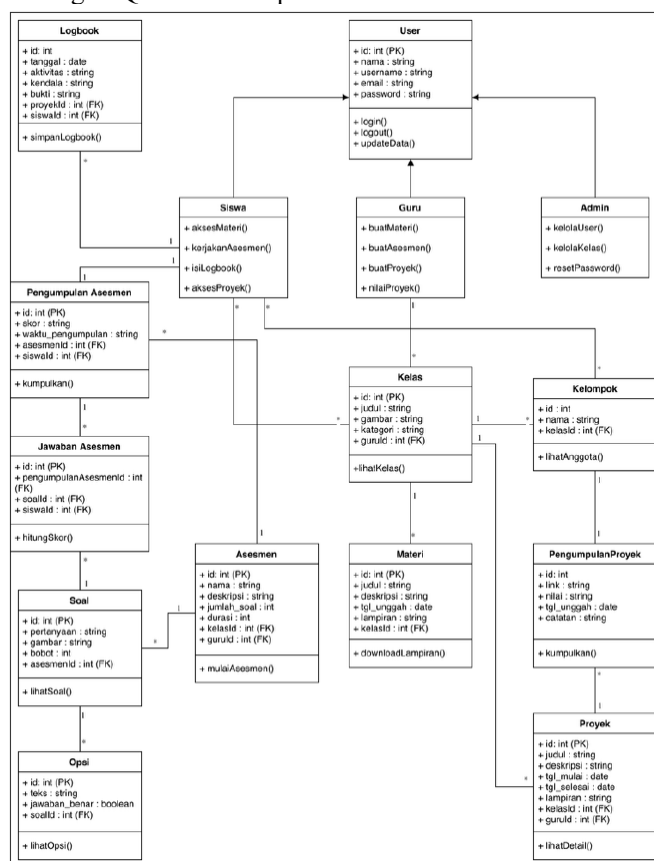 Logbook
+ id: int
+ tanggal : date
+ aktivitas : string
+ kendala : string
+ bukti : string
+ proyekId : int (FK)
+ siswaId : int (FK)
+ simpanLogbook()
User
+ id: int (PK)
+ nama : string
+ username : string
+ email : string
+ password : string
+login()
+logout()
+updateData()
Siswa
+ aksesMateri()
+ kerjakanAsesmen()
+ isiLogbook()
+ aksesProyek()
Guru
+ buatMateri()
+ buatAsesmen()
+ buatProyek()
+ nilaiProyek()
Admin
+ kelolaUser()
+ kelolaKelas()
+ resetPassword()
Pengumpulan Asesmen
+ id: int (PK)
+ skor : string
+ waktu_pengumpulan : string
+ asesmenId : int (FK)
+ siswaId : int (FK)
+ kumpulkan()
Kelas
+ id: int (PK)
+ judul : string
+ gambar : string
+ kategori : string
+ guruId : int (FK)
+lihatKelas()
Kelompok
+ id : int
+ nama : string
+ kelasId : int (FK)
+ lihatAnggota()
Jawaban Asesmen
+ id: int (PK)
+ pengumpulanAsesmenId : int
(FK)
+ soalId : int (FK)
+ siswaId : int (FK)
+ hitungSkor()
Asesmen
+ id: int (PK)
+ nama : string
+ deskripsi : string
+ jumlah_soal : int
+ durasi : int
+ kelasId : int (FK)
+ guruId : int (FK)
+ mulaiAsesmen()
Materi
+ id: int (PK)
+ judul : string
+ deskripsi : string
+ tgl_unggah : date
+ lampiran : string
+ kelasId : int (FK)
+ downloadLampiran()
PengumpulanProyek
+ id: int
+ link : string
+ nilai : string
+ tgl_unggah : date
+ catatan : string
+ kumpulkan()
Soal
+ id: int (PK)
+ pertanyaan : string
+ gambar : string
+ bobot : int
+ asesmenId : int (FK)
+ lihatSoal()
Opsi
+ id: int (PK)
+ teks : string
+ jawaban_benar : boolean
+ soalId : int (FK)
+ lihatOpsi()
Proyek
+ id: int (PK)
+ judul : string
+ deskripsi : string
+ tgl_mulai : date
+ tgl_selesai : date
+ lampiran : string
+ kelasId : int (FK)
+ guruId : int (FK)
+lihatDetail()